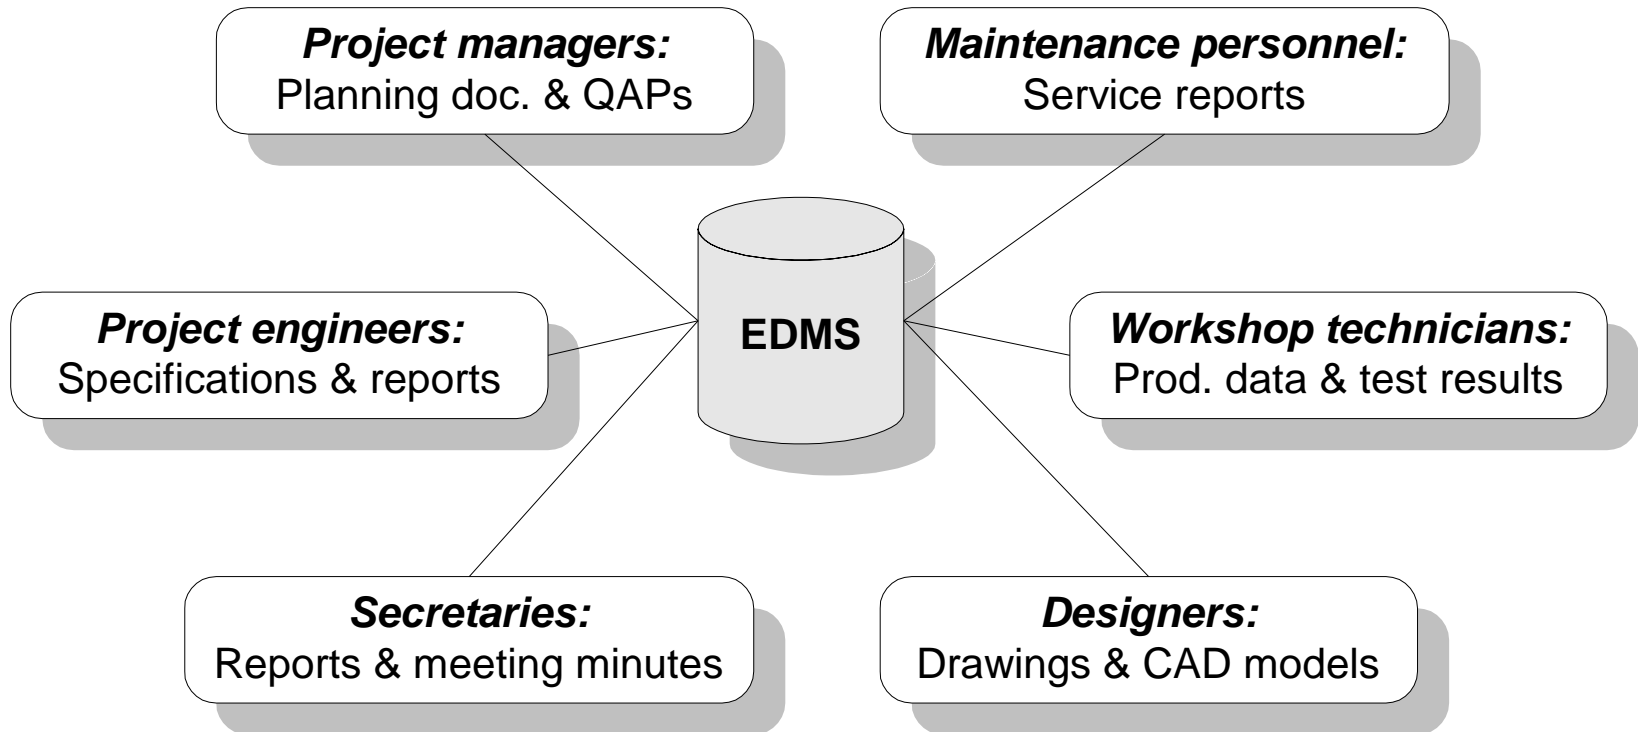 Project managers:
Planning doc. & QAPs
Maintenance personnel:
Service reports
EDMS
Project engineers:
Specifications & reports
Workshop technicians:
Prod. data & test results
Secretaries:
Reports & meeting minutes
Designers:
Drawings & CAD models